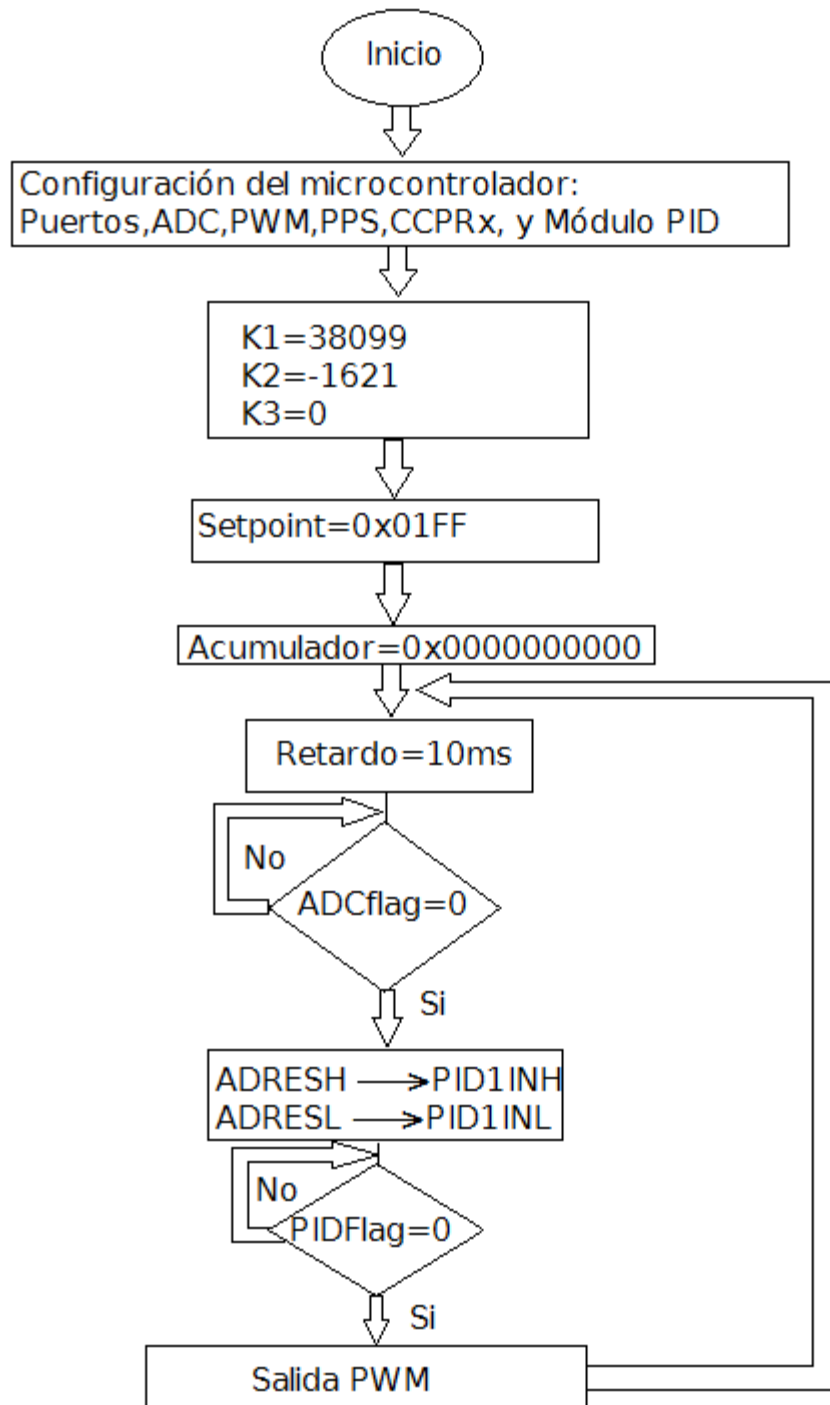 Inicio
Configuración del microcontrolador:
Puertos,ADC,PWM,PPS,CCPRx, y Módulo PID
K1=38099
K2=-1621
K3=0
Setpoint=0x01FF
Acumulador=0x0000000000
Retardo=10ms
No
ADCflag=0
Si
ADRESH → PID1INH
ADRESL → PID1INL
No
PIDFlag=0
Si
Salida PWM